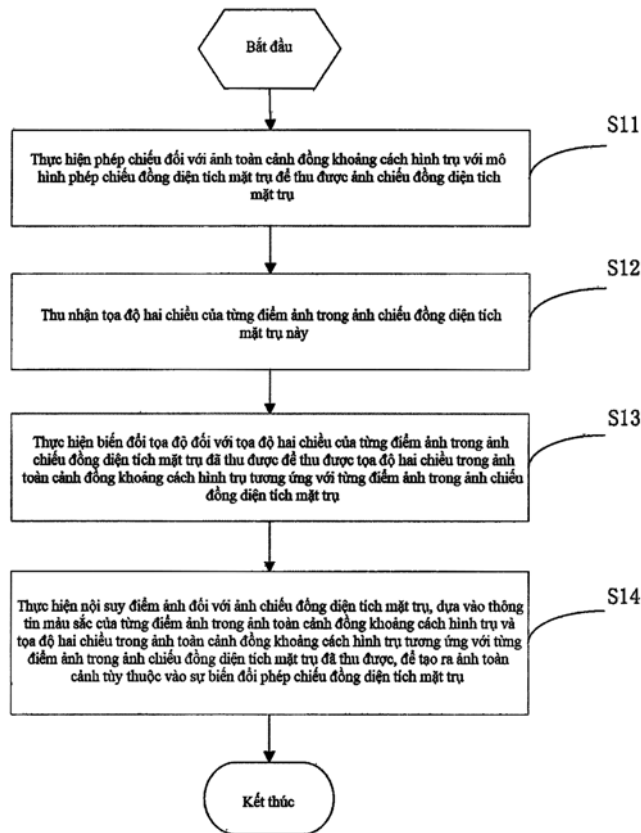 Bắt đầu
S11
Thực hiện phép chiếu đối với ảnh toàn cảnh đồng khoảng cách hình trụ với mô
hình phép chiếu đồng diện tích mặt trụ để thu được ảnh chiếu đồng diện tích
mặt trụ
S12
Thu nhận tọa độ hai chiều của từng điểm ảnh trong ảnh chiếu đồng diện tích
mặt trụ này
S13
Thực hiện biến đổi tọa độ đối với tọa độ hai chiều của từng điểm ảnh trong ảnh
chiếu đồng diện tích mặt trụ đã thu được để thu được tọa độ hai chiều trong ảnh
toàn cảnh đồng khoảng cách hình trụ tương ứng với từng điểm ảnh trong ảnh chiếu
đồng diện tích mặt trụ
S14
Thực hiện nội suy điểm ảnh đối với ảnh chiếu đồng diện tích mặt trụ, dựa vào thông
tin màu sắc của từng điểm ảnh trong ảnh toàn cảnh đồng khoảng cách hình trụ và
tọa độ hai chiều trong ảnh toàn cảnh đồng khoảng cách hình trụ tương ứng với từng
điểm ảnh trong ảnh chiếu đồng diện tích mặt trụ đã thu được, để tạo ra ảnh toàn
cảnh tùy thuộc vào sự biến đổi phép chiếu đồng diện tích mặt trụ
Kết thúc